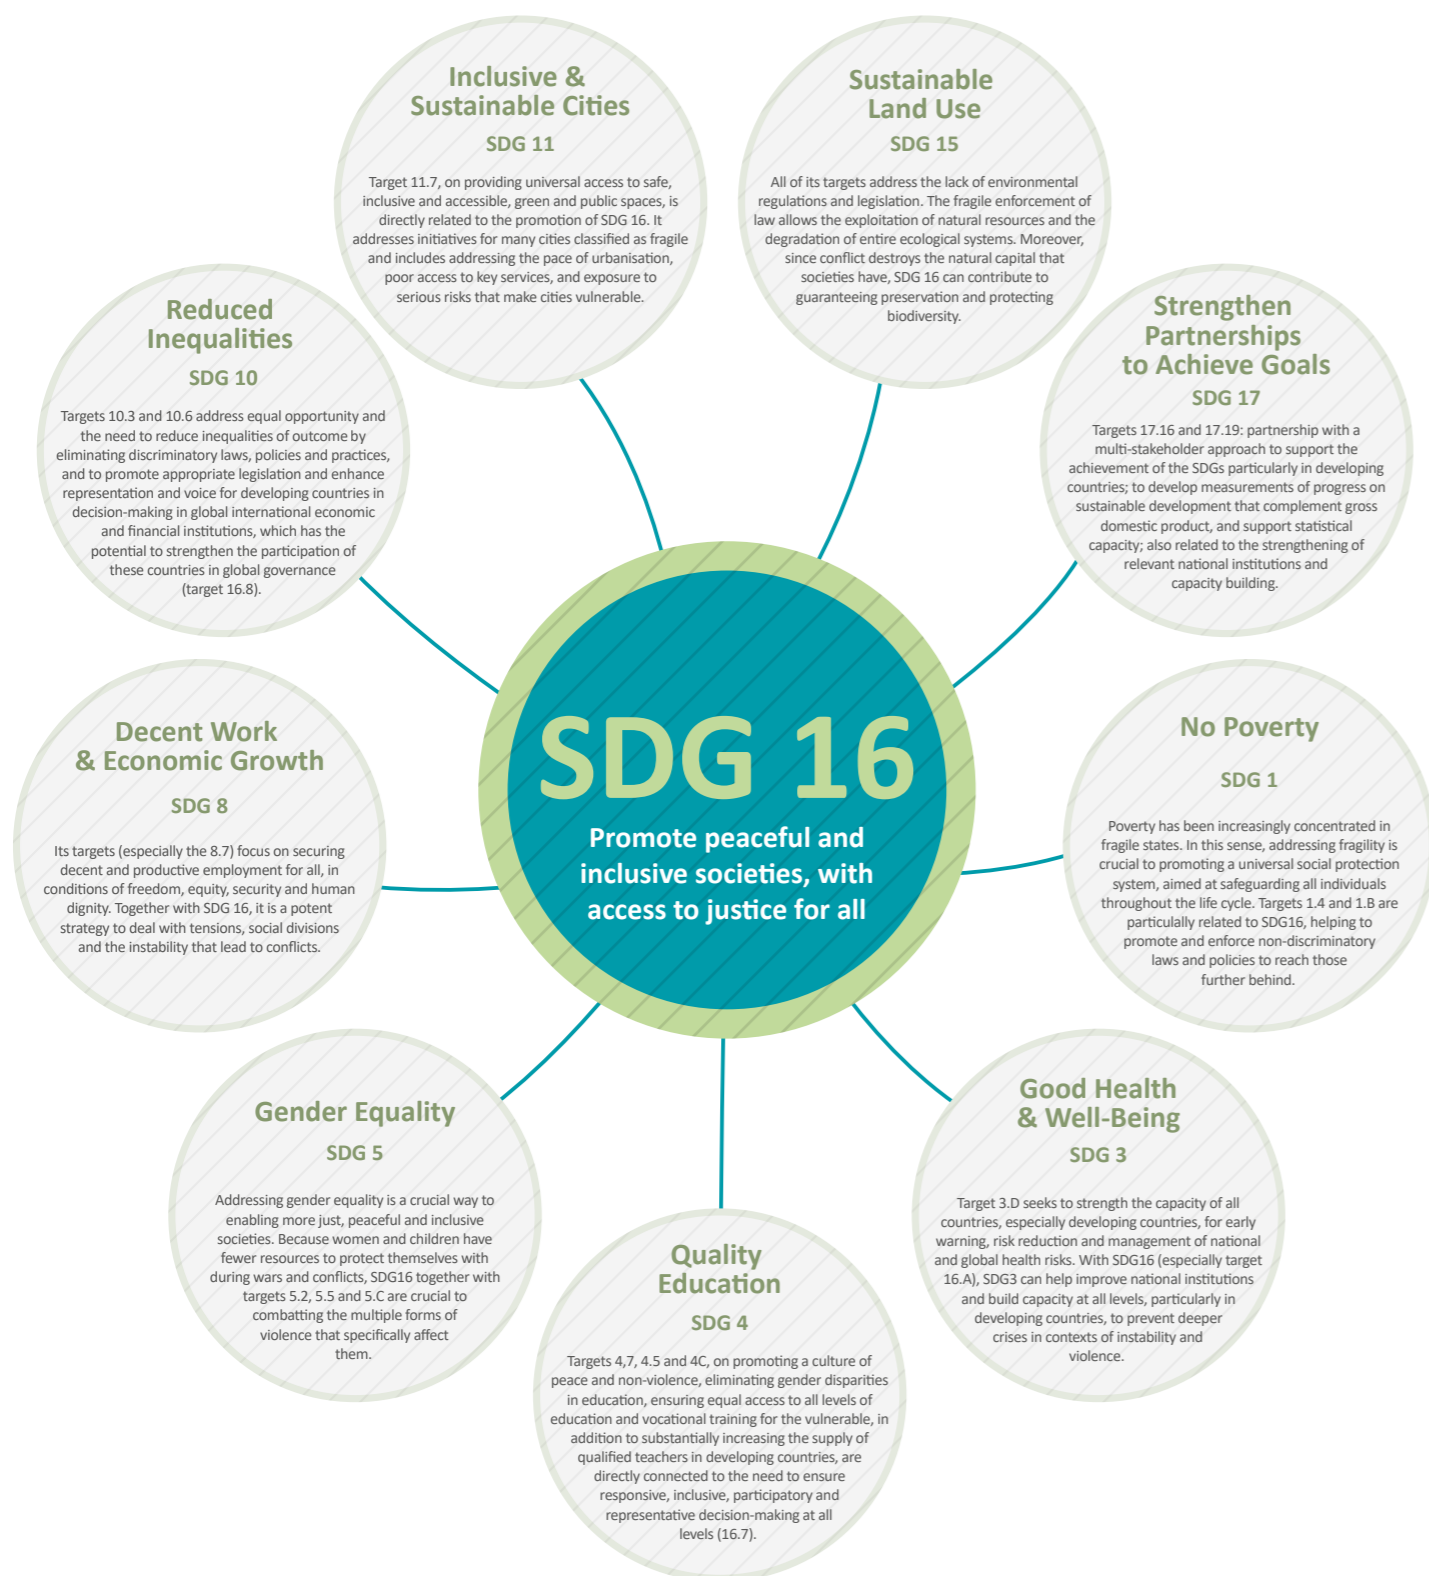 Inclusive &
Sustainable Cities
SDG 11
Target 11.7, on providing universal access to safe,
inclusive and accessible, green and public spaces, is
directly related to the promotion of SDG 16. It
addresses initiatives for many cities classified as fragile
and includes addressing the pace of urbanisation,
poor access to key services, and exposure to
serious risks that make cities vulnerable.
Sustainable
Land Use
SDG 15
All of its targets address the lack of environmental
regulations and legislation. The fragile enforcement of
law allows the exploitation of natural resources and the
degradation of entire ecological systems. Moreover,
since conflict destroys the natural capital that
societies have, SDG 16 can contribute to
guaranteeing preservation and protecting
biodiversity.
Reduced
Inequalities
SDG 10
Targets 10.3 and 10.6 address equal opportunity and
the need to reduce inequalities of outcome by
eliminating discriminatory laws, policies and practices,
and to promote appropriate legislation and enhance
representation and voice for developing countries in
decision-making in global international economic
and financial institutions, which has the
potential to strengthen the participation of
these countries in global governance
(target 16.8).
Strengthen
Partnerships
to Achieve Goals
SDG 17
Targets 17.16 and 17.19: partnership with a
multi-stakeholder approach to support the
achievement of the SDGs particularly in developing
countries; to develop measurements of progress on
sustainable development that complement gross
domestic product, and support statistical
capacity; also related to the strengthening of
relevant national institutions and
capacity building.
SDG 16
Promote peaceful and
inclusive societies, with
access to justice for all
Decent Work
& Economic Growth
SDG 8
Its targets (especially the 8.7) focus on securing
decent and productive employment for all, in
conditions of freedom, equity, security and human
dignity. Together with SDG 16, it is a potent
strategy to deal with tensions, social divisions
and the instability that lead to conflicts.
No Poverty
SDG 1
Poverty has been increasingly concentrated in
fragile states. In this sense, addressing fragility is
crucial to promoting a universal social protection
system, aimed at safeguarding all individuals
throughout the life cycle. Targets 1.4 and 1.B are
particulally related to SDG16, helping to
promote and enforce non-discriminatory
laws and policies to reach those
further behind.
Gender Equality
SDG 5
Addressing gender equality is a crucial way to
enabling more just, peaceful and inclusive
societies. Because women and children have
fewer resources to protect themselves with
during wars and conflicts, SDG16 together with
targets 5.2, 5.5 and 5.C are crucial to
combatting the multiple forms of
violence that specifically affect
them.
Good Health
& Well-Being
SDG 3
Target 3.D seeks to strength the capacity of all
countries, especially developing countries, for early
warning, risk reduction and management of national
and global health risks. With SDG16 (especially target
16.A), SDG3 can help improve national institutions
and build capacity at all levels, particularly in
developing countries, to prevent deeper
crises in contexts of instability and
violence.
Quality
Education
SDG 4
Targets 4,7, 4.5 and 4C, on promoting a culture of
peace and non-violence, eliminating gender disparities
in education, ensuring equal access to all levels of
education and vocational training for the vulnerable, in
addition to substantially increasing the supply of
qualified teachers in developing countries, are
directly connected to the need to ensure
responsive, inclusive, participatory and
representative decision-making at all
levels (16.7).